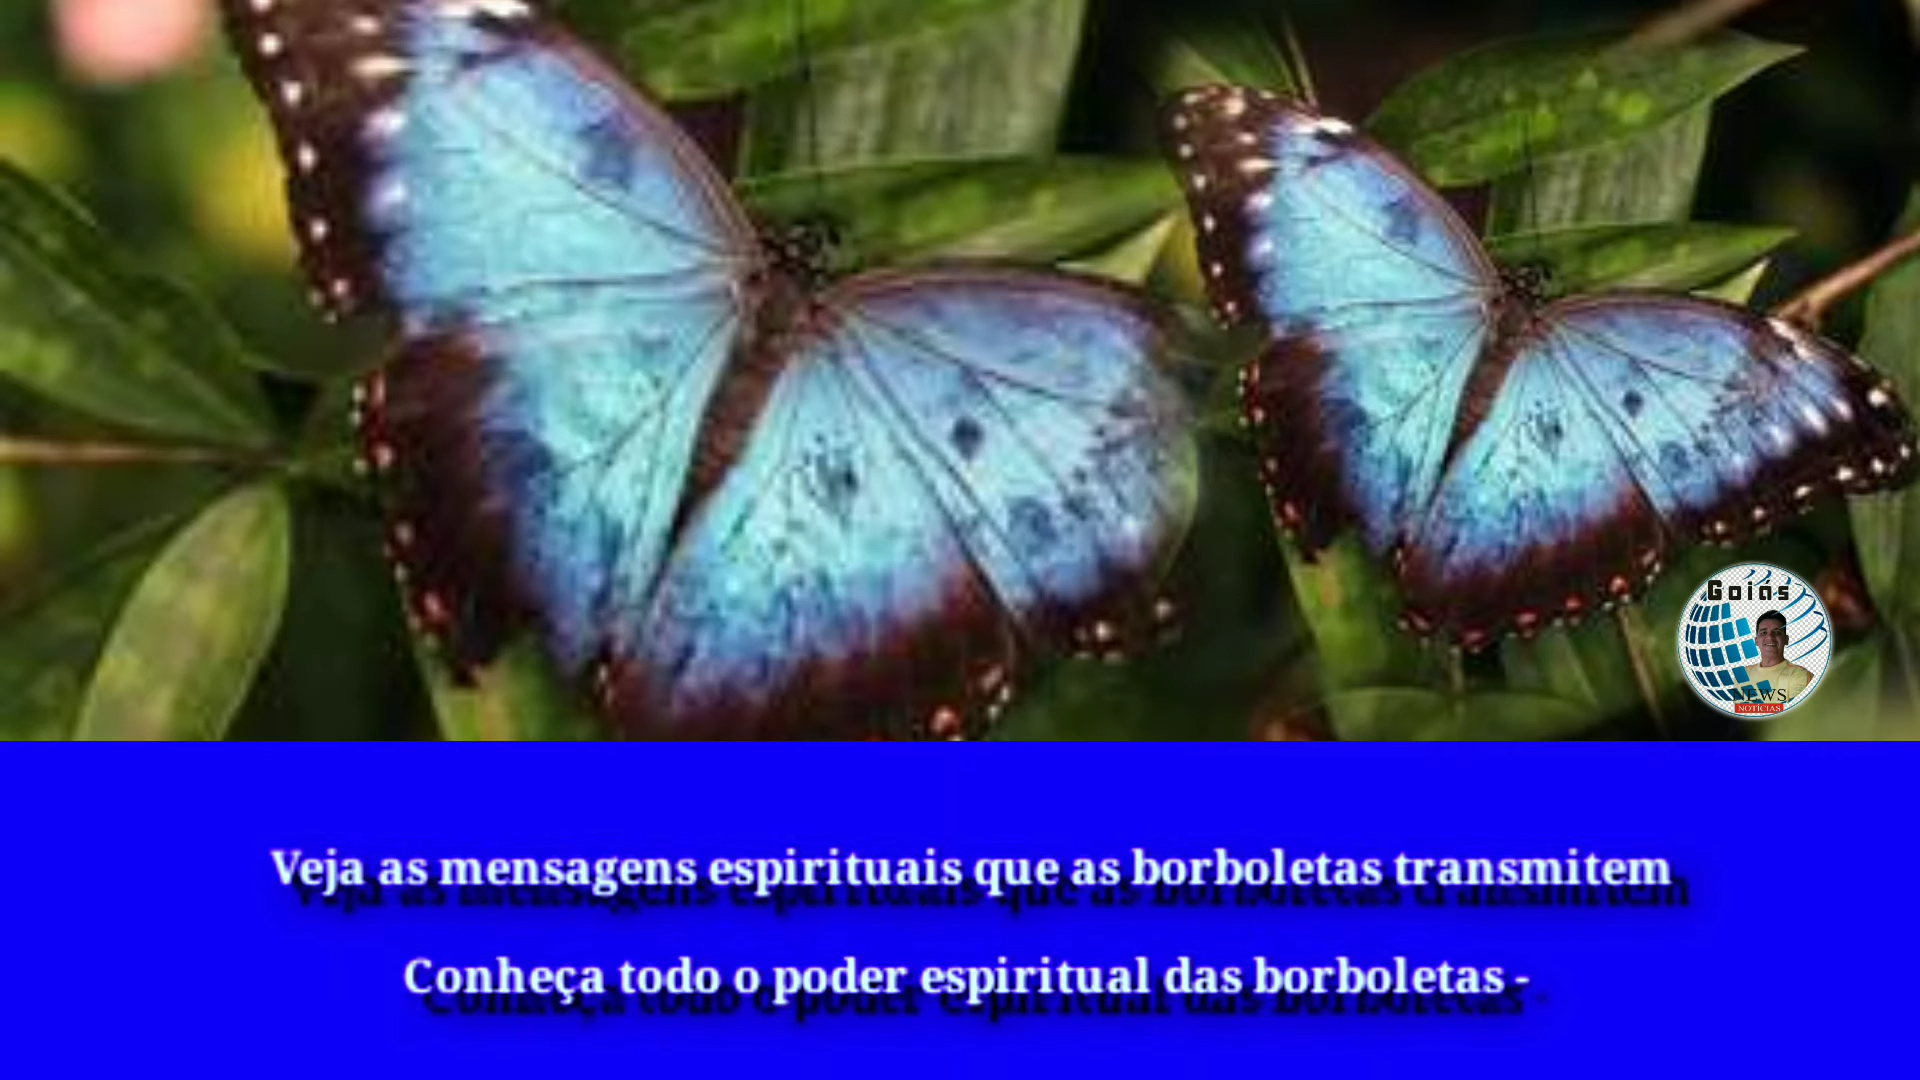 Goiás
NEWS
NOTÍCIAS
Veja as mensagens espirituais que as borboletas transmitem
Conheça todo o poder espiritual das borboletas -